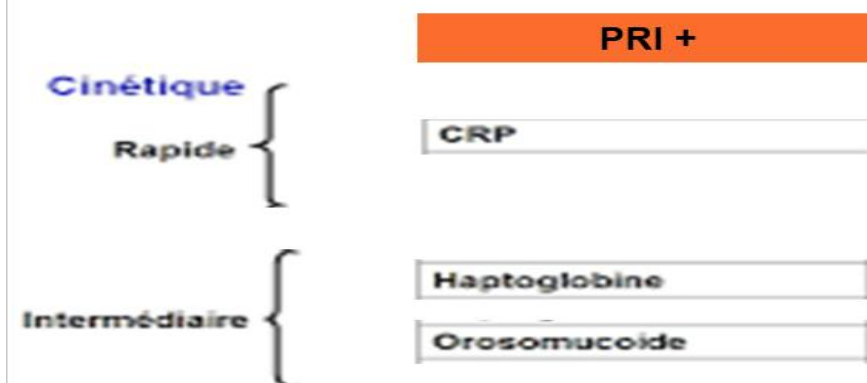 PRI +
Cinétique
Rapide
CRP
Haptoglobine
Intermédiaire
Orosomucoide